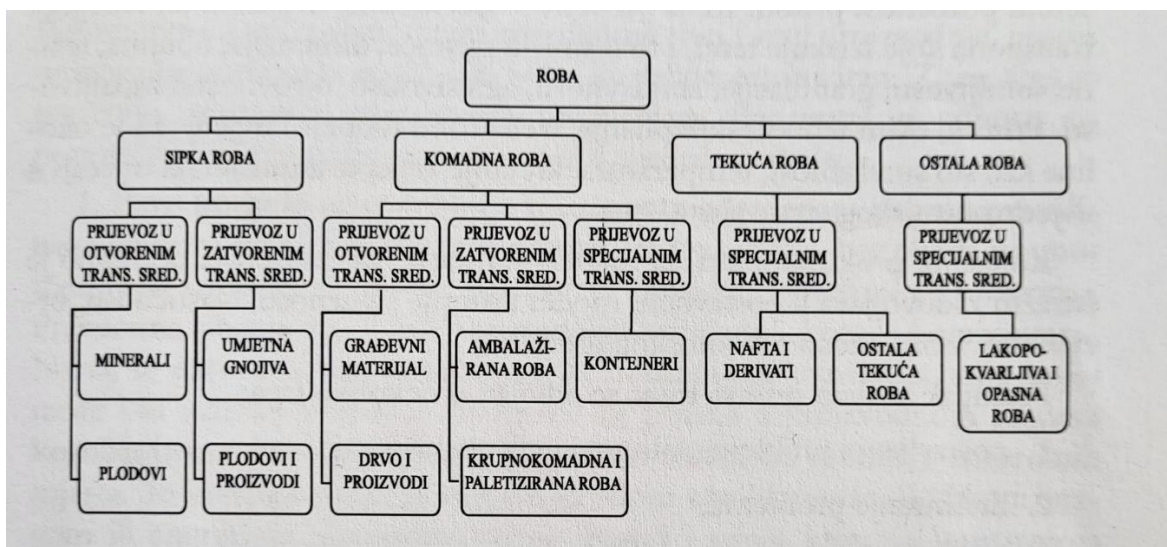 ROBA
SIPKA ROBA
KOMADNA ROBA
TEKUĆA ROBA
OSTALA ROBA
PRIJEVOZ U
OTVORENIM
TRANS. SRED.
PRIJEVOZ U
ZATVORENIM
TRANS. SRED.
PRIJEVOZ U
OTVORENIM
TRANS. SRED.
PRIJEVOZ U
ZATVORENIM
TRANS. SRED.
PRIJEVOZ U
SPECIJALNIM
TRANS. SRED.
PRIJEVOZ U
SPECIJALNIM
TRANS. SRED.
PRIJEVOZ U
SPECIJALNIM
TRANS. SRED.
MINERALI
UMJETNA
GNOJIVA
GRAĐEVNI
MATERIJAL
AMBALAŽI-
RANA ROBA
KONTEJNERI
NAFTA I
DERIVATI
OSTALA
TEKUĆA
ROBA
LAKOPO-
KVARLJIVA I
OPASNA
ROBA
PLODOVI
PLODOVI I
PROIZVODI
DRVO I
PROIZVODI
KRUPNOKOMADNA I
PALETIZIRANA ROBA